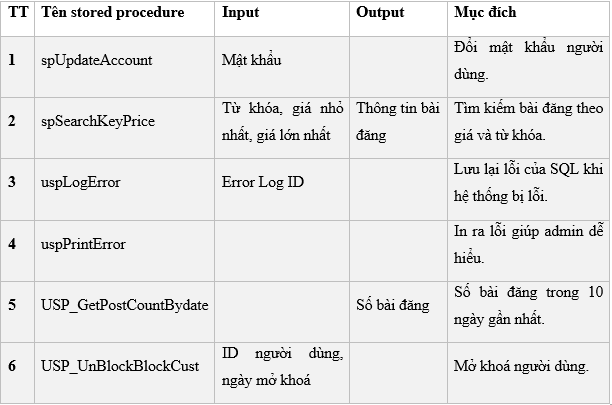 TT Tên stored procedure Input Output Mục đích
1 spUpdateAccount Mật khẩu Đổi mật khẩu người
dùng.
2 spSearchKeyPrice Từ khóa, giá nhỏ Thông tin bài Tìm kiếm bài đăng theo
nhất, giá lớn nhất đăng giá và từ khóa.
3 uspLogError Error Log ID Lưu lại lỗi của SQL khi
hệ thống bị lỗi.
4 uspPrintError In ra lỗi giúp admin dễ
hiểu.
5 USP_GetPostCountBydate Số bài đăng Số bài đăng trong 10
ngày gần nhất.
6 USP_UnBlockBlockCust ID người dùng, Mở khoá người dùng.
ngày mở khoá